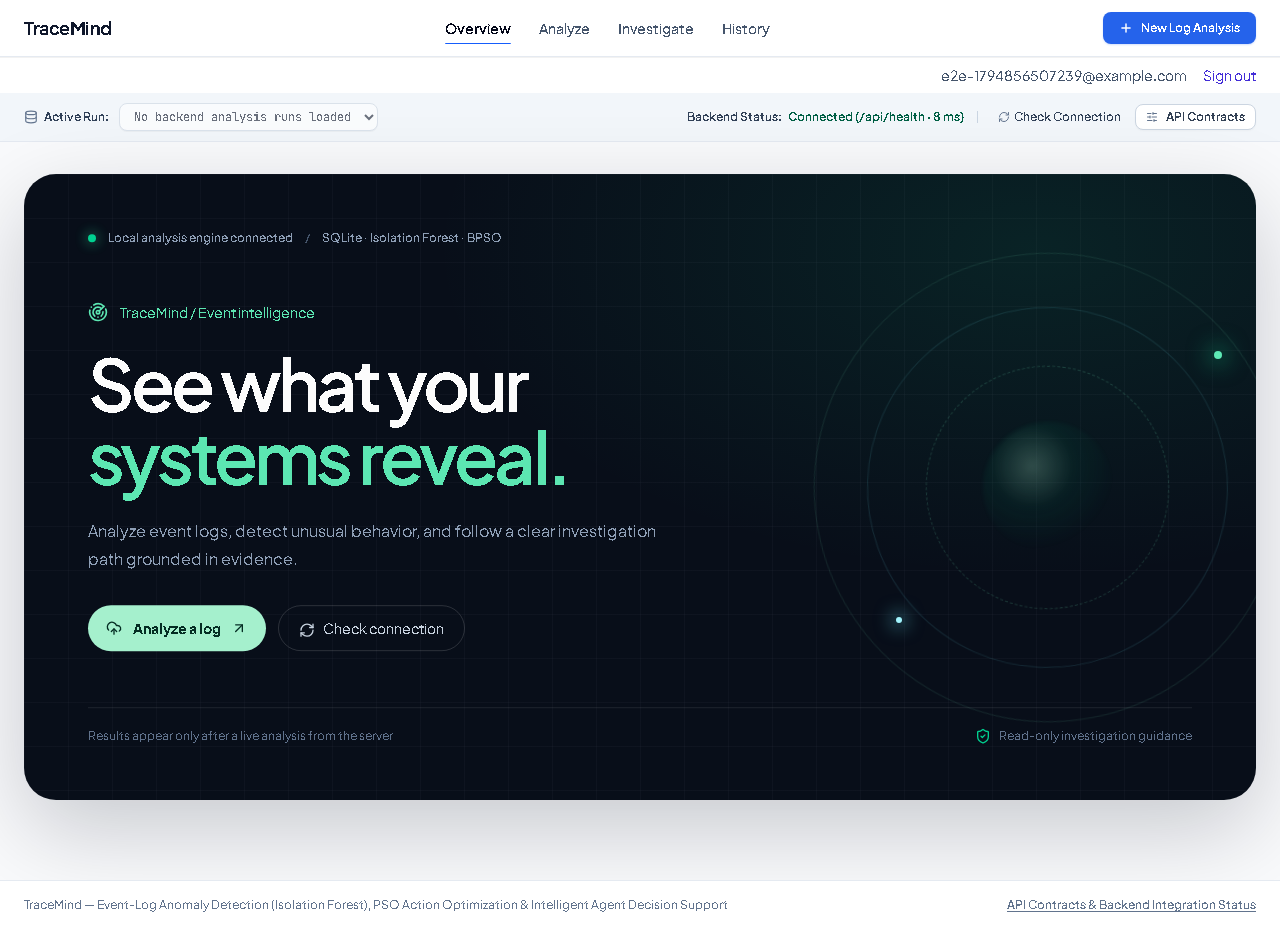 TraceMind
Overview Analyze Investigate History
New Log Analysis
e2e-1794856507239@example.com Sign out
Active Run: No backend analysis runs loaded
Backend Status: Connected (/api/health · 8 ms) Check Connection API Contracts
Local analysis engine connected / SQLite · Isolation Forest · BPSO
TraceMind / Event intelligence
See what your
systems reveal.
Analyze event logs, detect unusual behavior, and follow a clear investigation
path grounded in evidence.
Analyze a log Check connection
Results appear only after a live analysis from the server
Read-only investigation guidance
TraceMind — Event-Log Anomaly Detection (Isolation Forest), PSO Action Optimization & Intelligent Agent Decision Support
API Contracts & Backend Integration Status